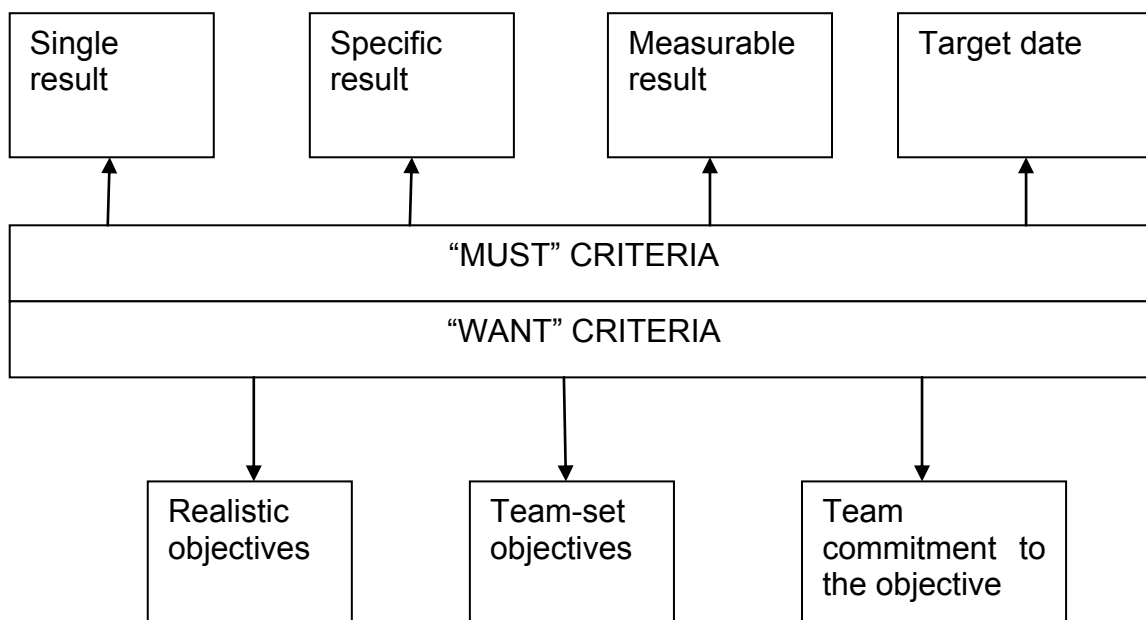 Single
result
Specific
result
Measurable
result
Target date
“MUST” CRITERIA
“WANT” CRITERIA
Realistic
objectives
Team-set
objectives
Team
commitment to
the objective